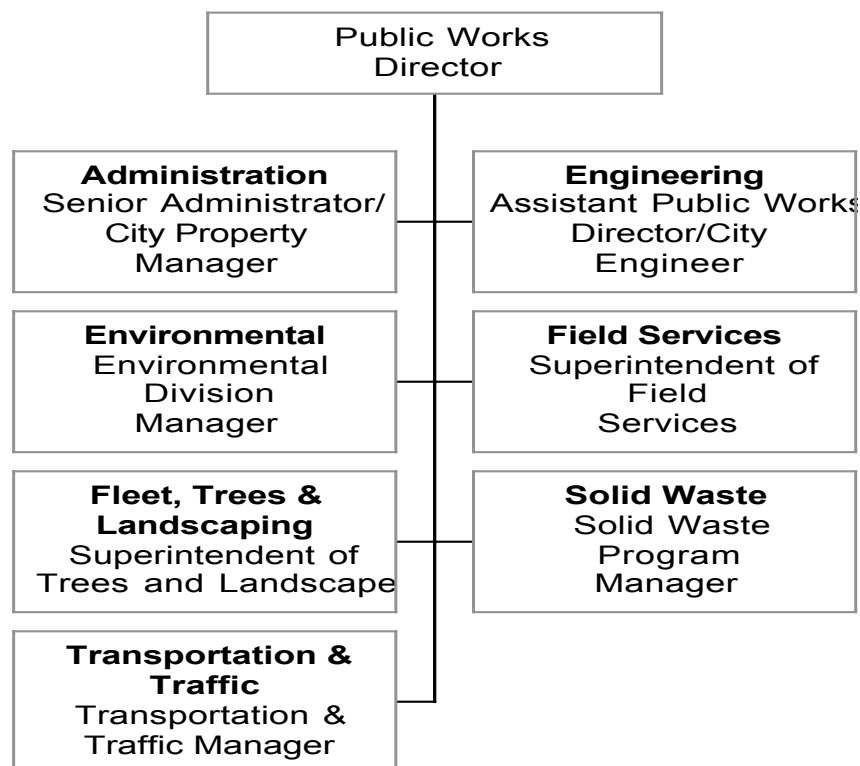 Public Works
Director
Administration
Senior Administrator/
City Property
Manager
Engineering
Assistant Public Works
Director/City
Engineer
Environmental
Environmental
Division
Manager
Field Services
Superintendent of
Field
Services
Fleet, Trees &
Landscaping
Superintendent of
Trees and Landscape
Solid Waste
Solid Waste
Program
Manager
Transportation &
Traffic
Transportation &
Traffic Manager